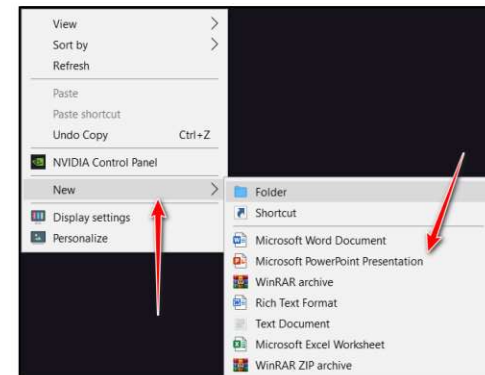 View
Sort by
Refresh
Paste
Paste shortcut
Undo Copy Ctrl+Z
NVIDIA Control Panel
New
Display settings
Personalize
Folder
Shortcut
Microsoft Word Document
Microsoft PowerPoint Presentation
WinRAR archive
Rich Text Format
Text Document
Microsoft Excel Worksheet
WinRAR ZIP archive